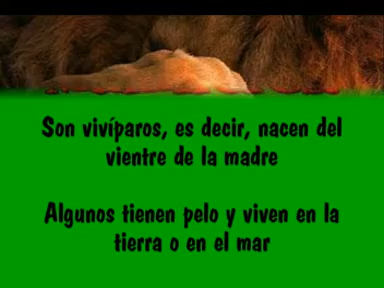 Son vivíparos, es decir, nacen del
vientre de la madre
Algunos tienen pelo y viven en la
tierra o en el mar